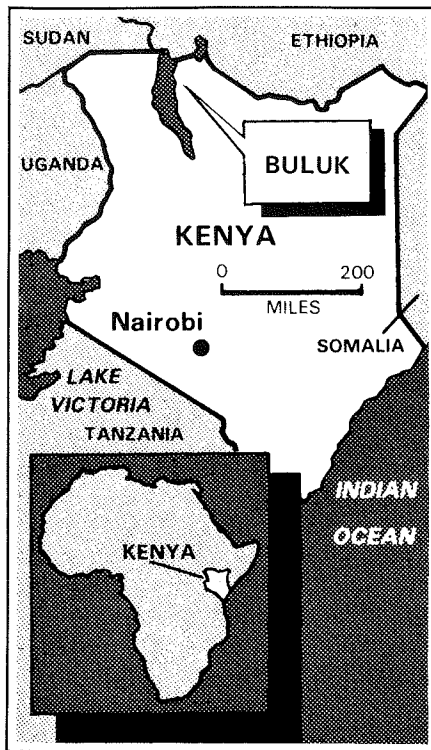 SUDAN
ETHIOPIA
UGANDA
BULUK
KENYA
0 200
MILES
Nairobi
SOMALIA
LAKE
VICTORIA
TANZANIA
INDIAN
OCEAN
KENYA